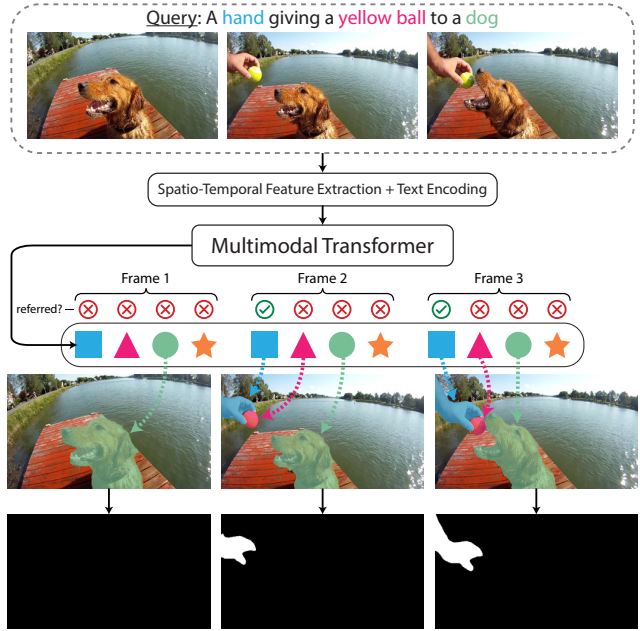 Query: A hand giving a yellow ball to a dog
Spatio-Temporal Feature Extraction + Text Encoding
Multimodal Transformer
Frame 1 Frame 2 Frame 3
referred?